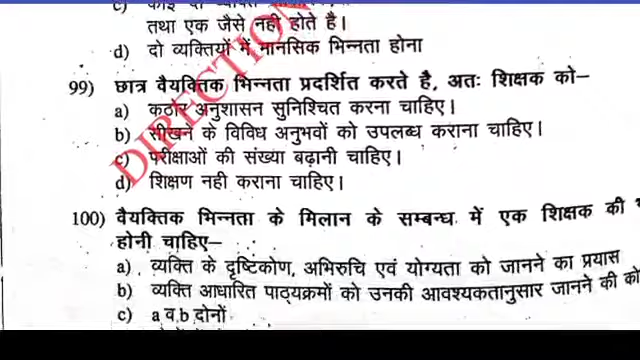 तथा एक जैसे नही होते है।
d) दो व्यक्तियों में मानसिक भिन्नता होना
99) छात्र वैयक्तिक भिन्नता प्रदर्शित करते है, अतः शिक्षक को–
a) कठोर अनुशासन सुनिश्चित करना चाहिए।
b) सीखने के विविध अनुभवों को उपलब्ध कराना चाहिए।
c) परीक्षाओं की संख्या बढ़ानी चाहिए।
d) शिक्षण नही कराना चाहिए।
100) वैयक्तिक भिन्नता के मिलान के सम्बन्ध में एक शिक्षक की
होनी चाहिए–
a) व्यक्ति के दृष्टिकोण, अभिरुचि एवं योग्यता को जानने का प्रयास
b) व्यक्ति आधारित पाठ्यक्रमों को उनकी आवश्यकतानुसार जानने की
c) a व b दोनों
DIRECTION